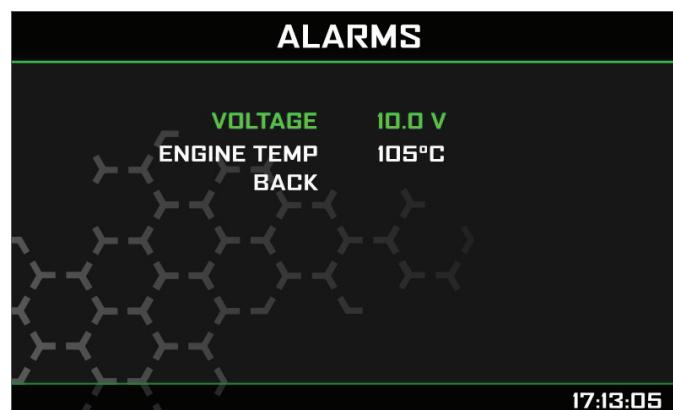 ALARMS
VOLTAGE 10.0 V
ENGINE TEMP 105°C
BACK
17:13:05